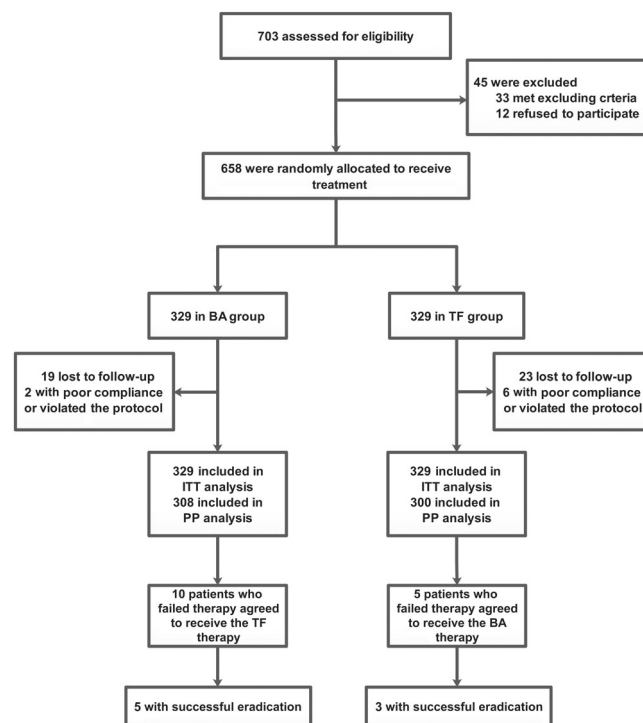 703 assessed for eligibility
45 were excluded
33 met excluding crteria
12 refused to participate
658 were randomly allocated to receive
treatment
329 in BA group
329 in TF group
19 lost to follow-up
2 with poor compliance
or violated the protocol
23 lost to follow-up
6 with poor compliance
or violated the protocol
329 included in
ITT analysis
308 included in
PP analysis
329 included in
ITT analysis
300 included in
PP analysis
10 patients who
failed therapy agreed
to receive the TF
therapy
5 patients who
failed therapy agreed
to receive the BA
therapy
5 with successful eradication
3 with successful eradication